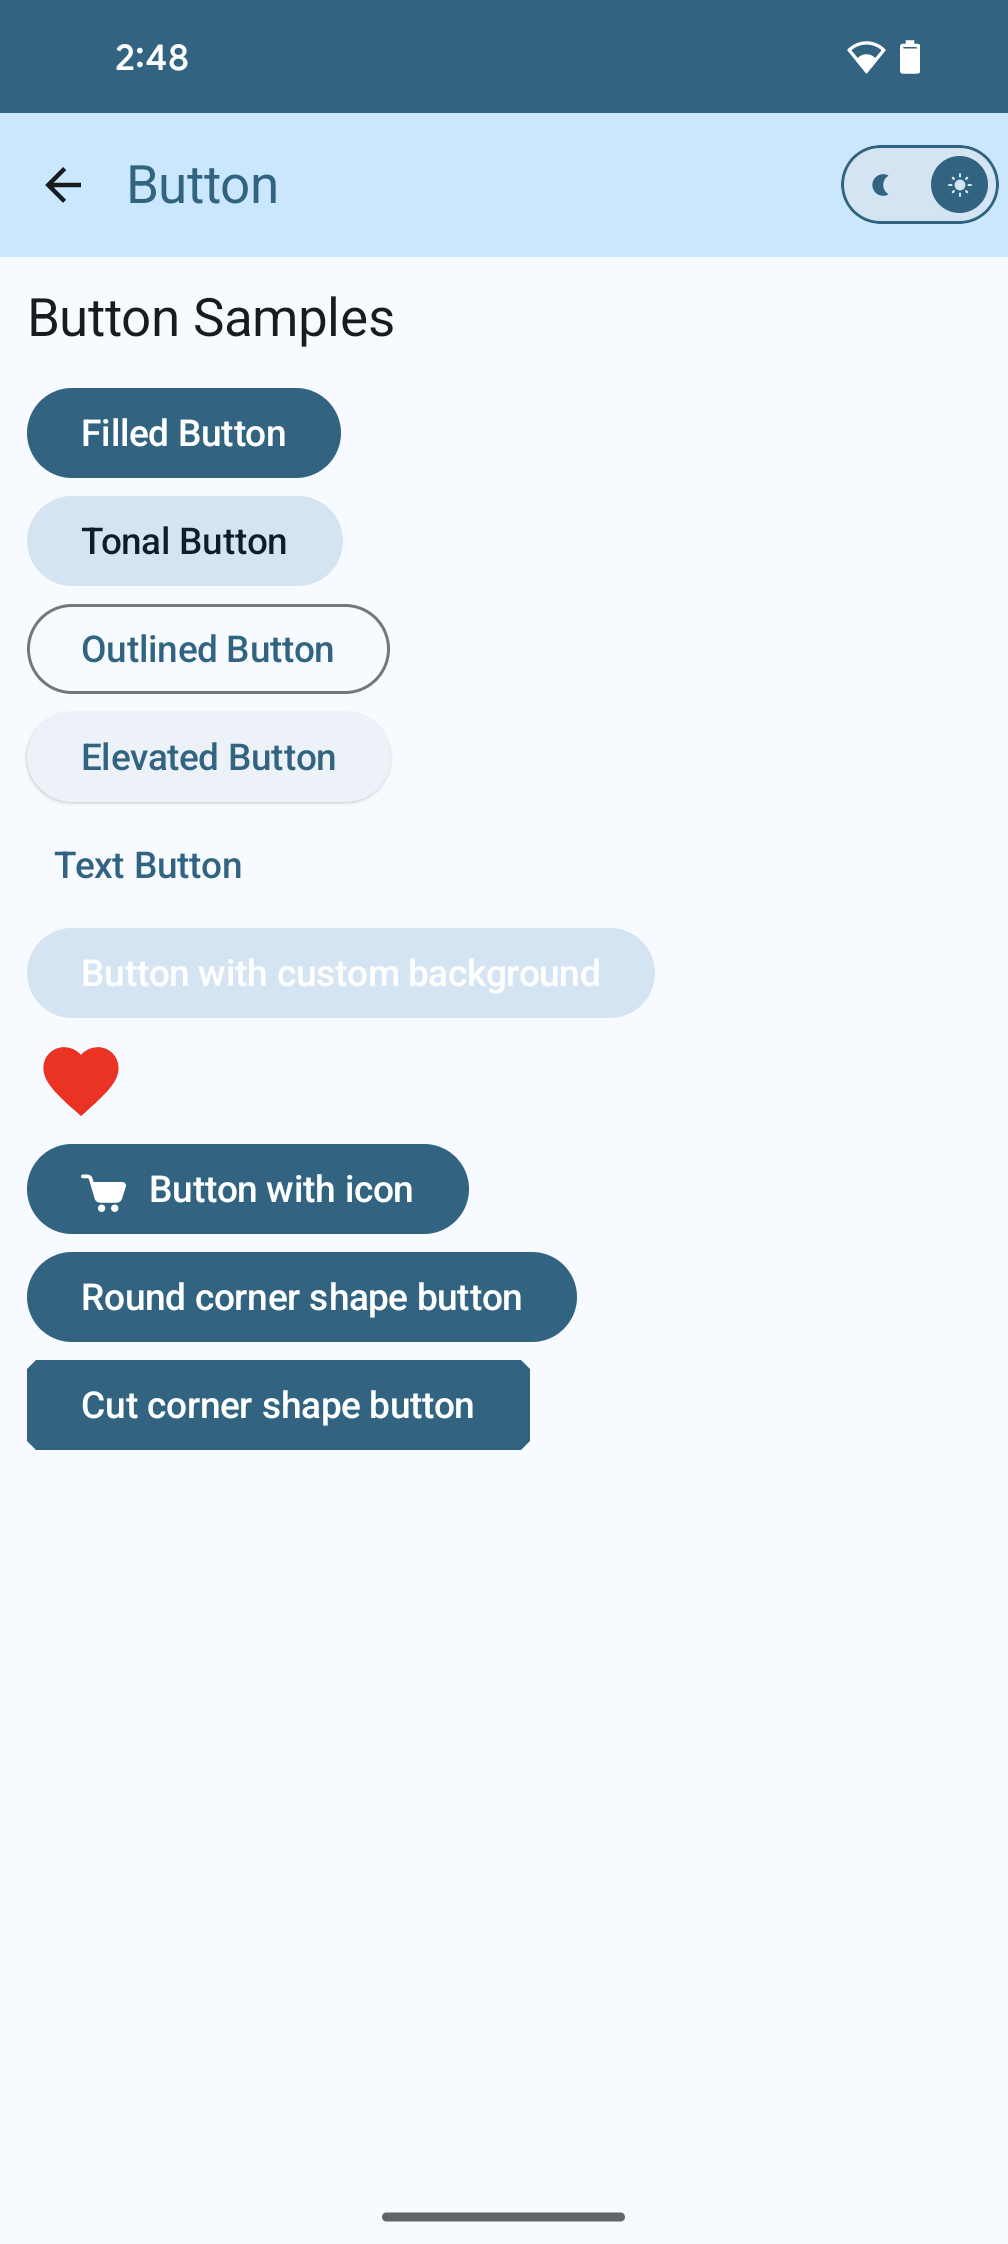 2:48
Button
Button Samples
Filled Button
Tonal Button
Outlined Button
Elevated Button
Text Button
Button with custom background
Button with icon
Round corner shape button
Cut corner shape button